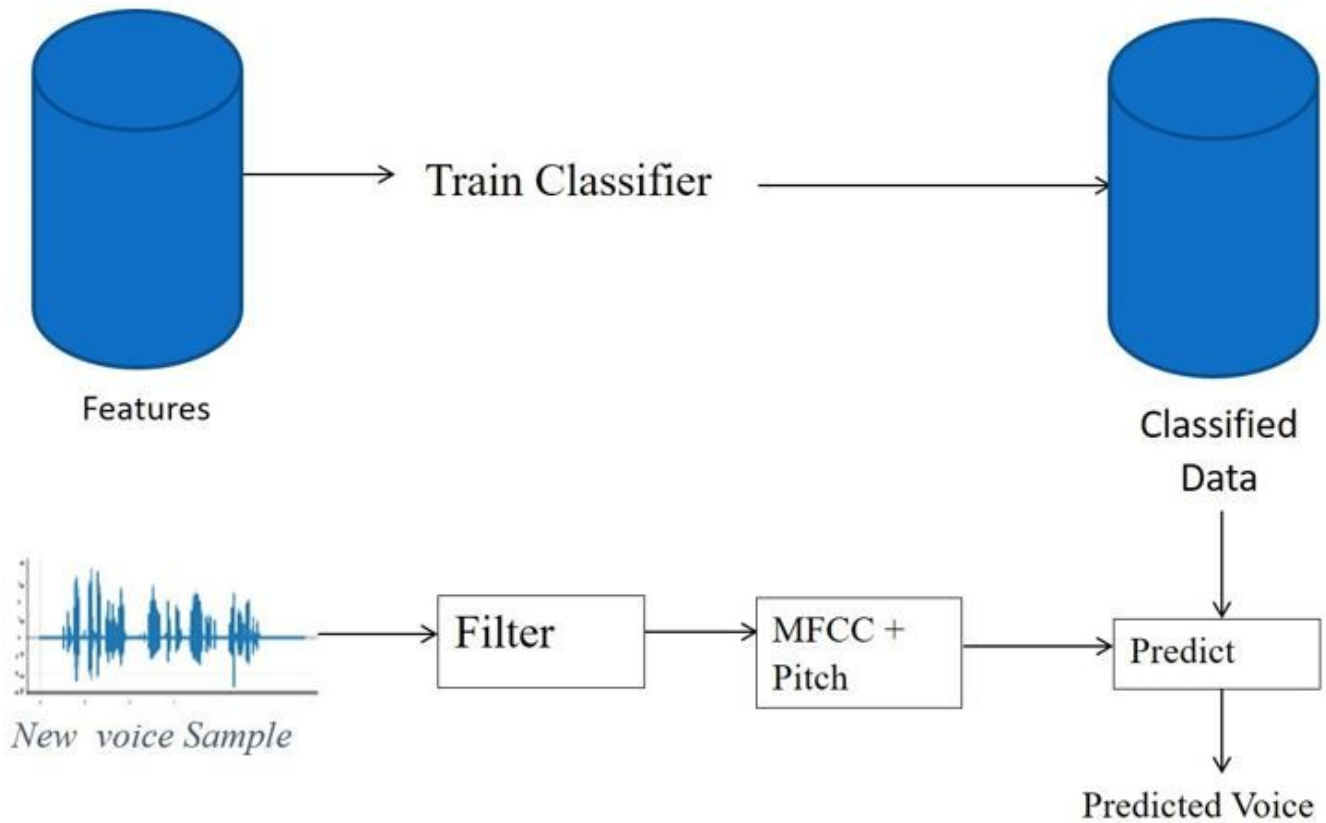 Train Classifier
Features
Classified
Data
Filter
MFCC +
Pitch
Predict
New voice Sample
Predicted Voice